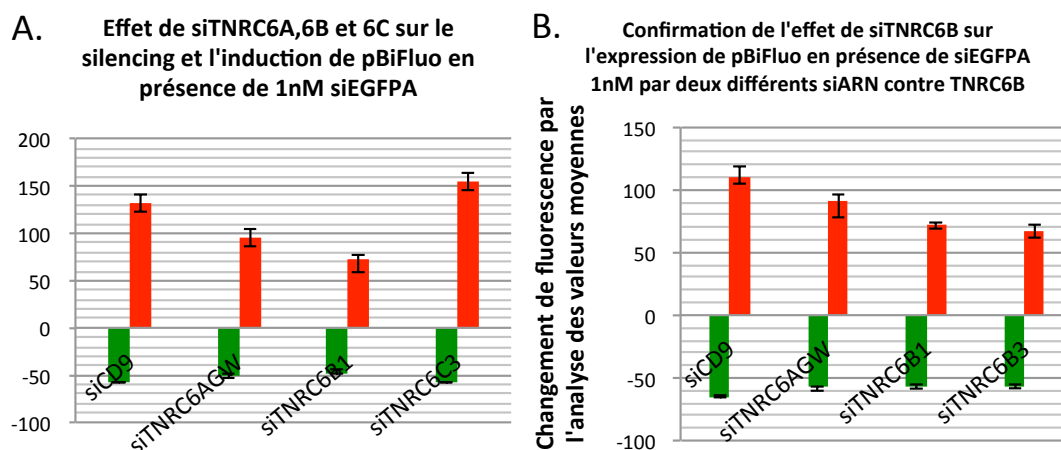 A.
Effet de siTNRC6A,6B et 6C sur le
silencing et l'induction de pBiFluo en
présence de 1nM siEGFPA
200
150
100
50
0
-50
-100
siCD9
siTNRC6AGW
siTNRC6B1
siTNRC6C3
B.
Confirmation de l'effet de siTNRC6B sur
l'expression de pBiFluo en présence de siEGFPA
1nM par deux différents siARN contre TNRC6B
Changement de fluorescence par
l'analyse des valeurs moyennes
150
100
50
0
-50
-100
siCD9
siTNRC6AGW
siTNRC6B1
siTNRC6B3